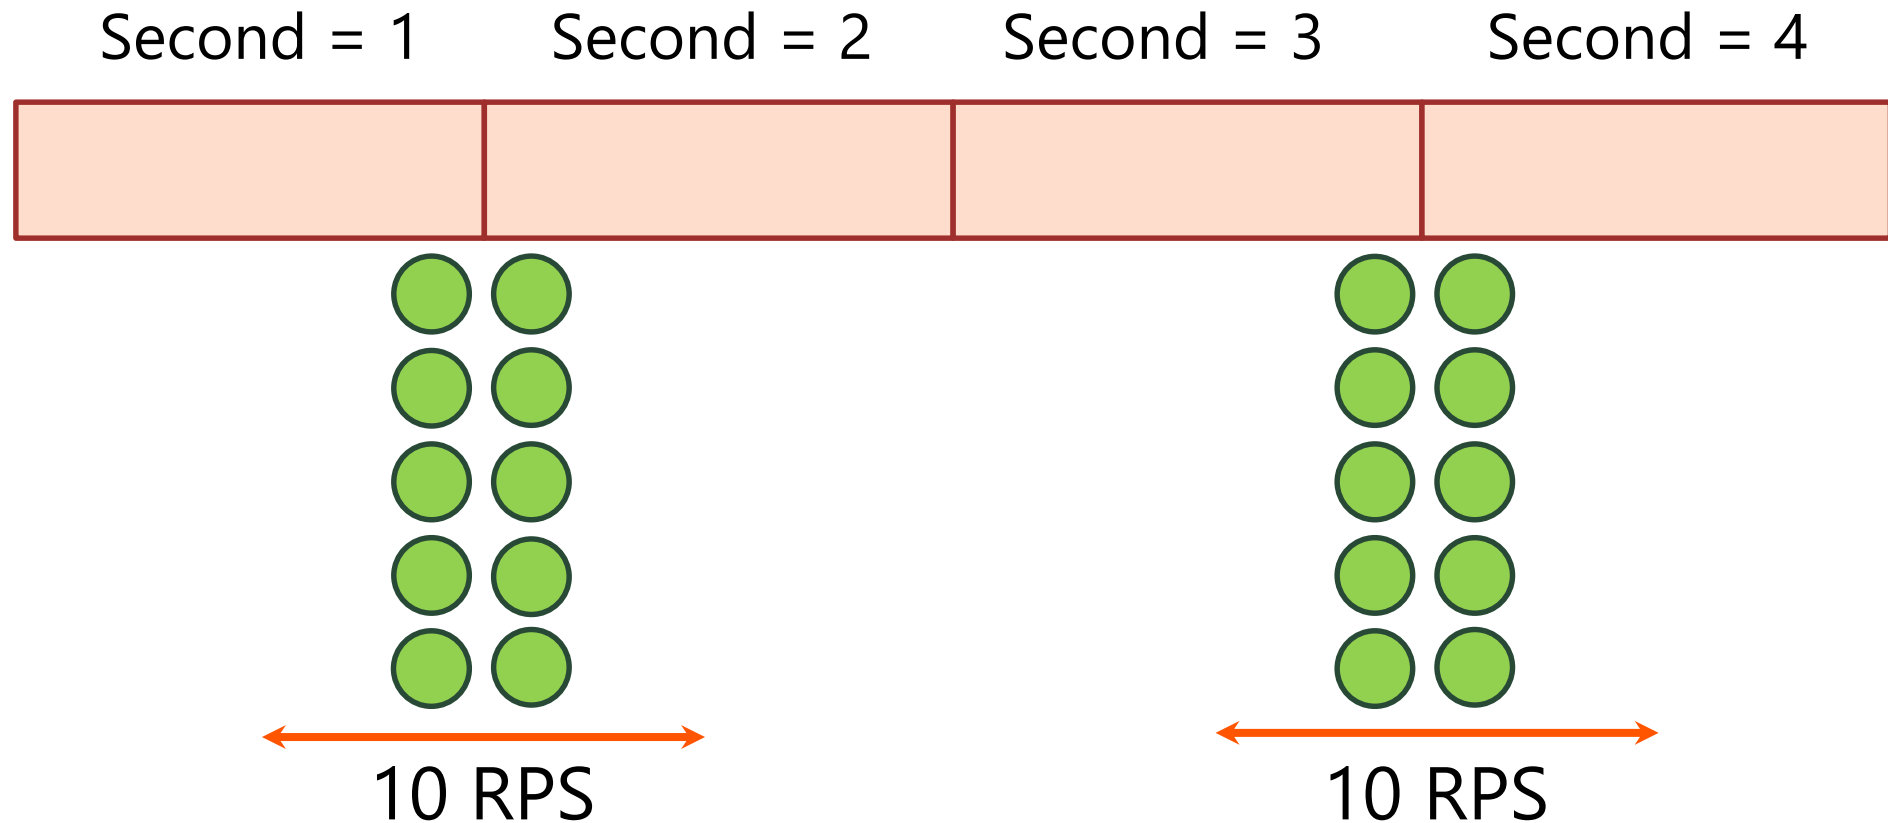 Second = 1
Second = 2
Second = 3
Second = 4
10 RPS
10 RPS